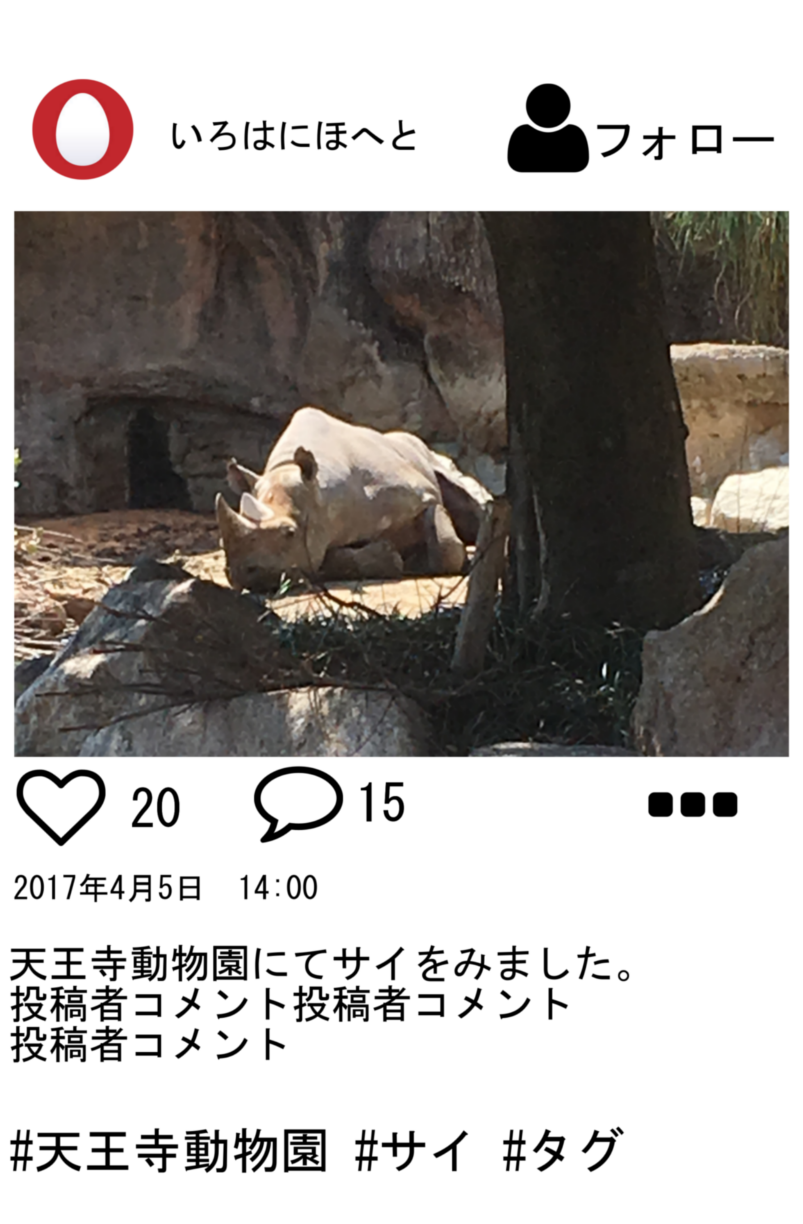 いろはにほへと
フォロー
20 15
2017年4月5日 14:00
天王寺動物園にてサイをみました。
投稿者コメント投稿者コメント
投稿者コメント
#天王寺動物園 #サイ #タグ